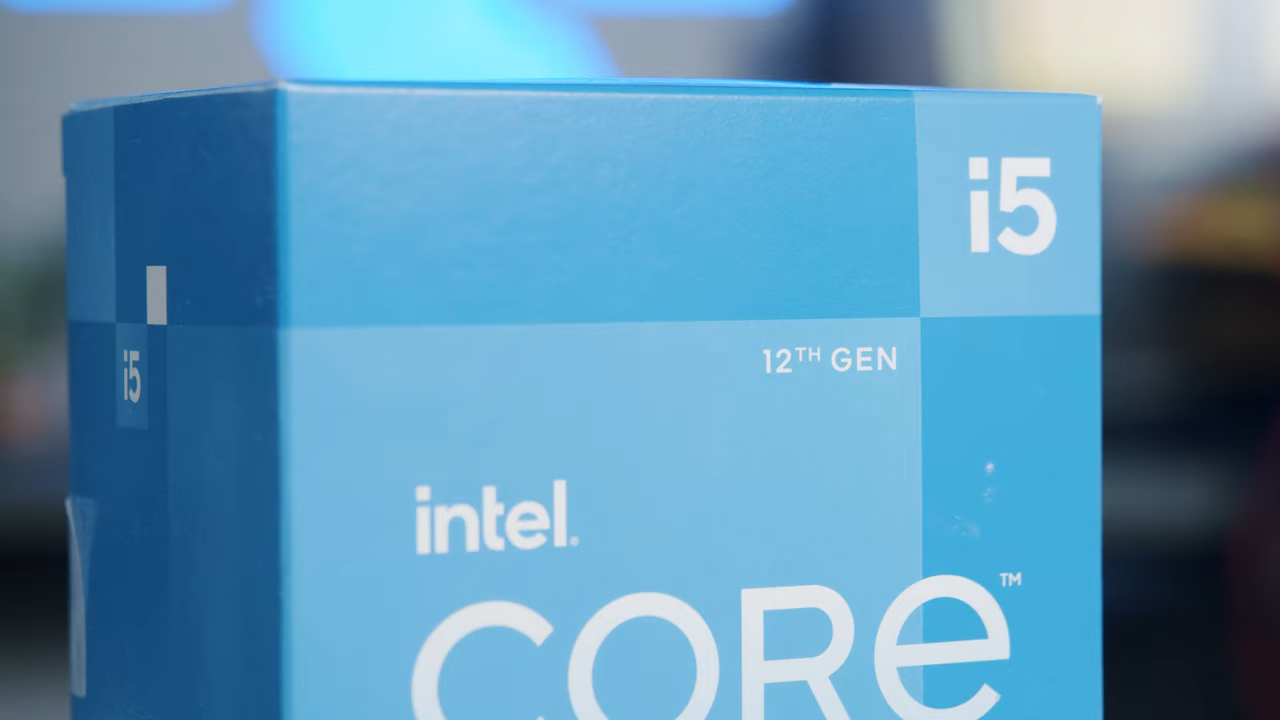 i5
i5
12TH GEN
intel.
CORe™